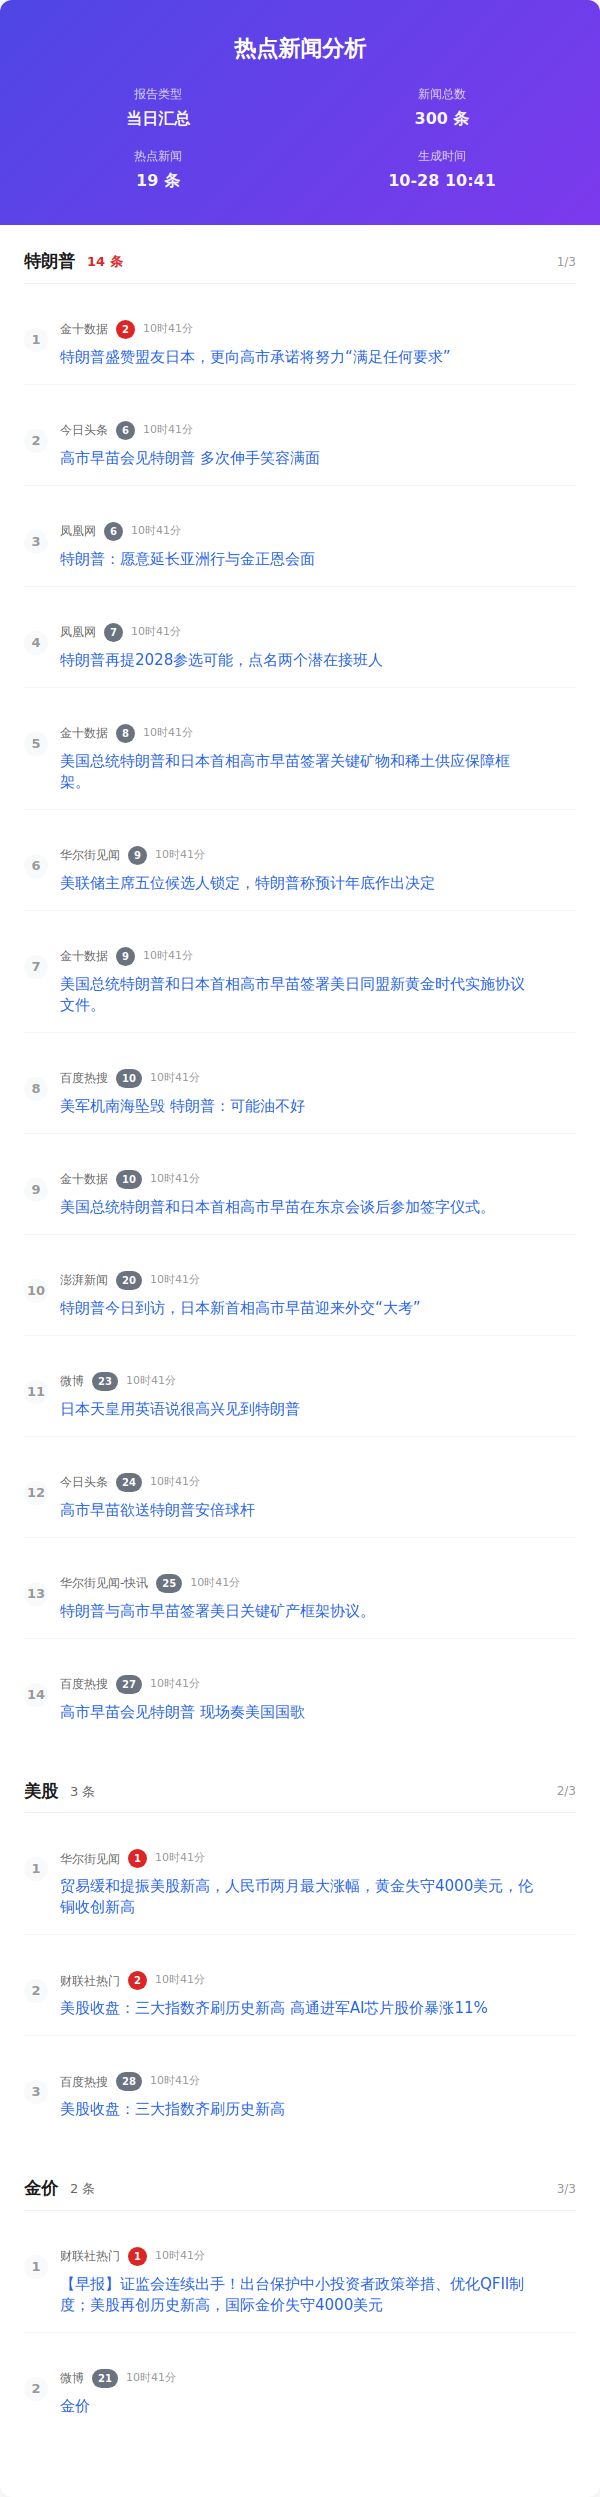 热点新闻分析
报告类型
新闻总数
当日汇总
300 条
热点新闻
生成时间
19 条
10-28 10:41
特朗普 14 条 1/3
1
金十数据 2 10时41分
特朗普盛赞盟友日本，更向高市承诺将努力“满足任何要求”
2
今日头条 6 10时41分
高市早苗会见特朗普 多次伸手笑容满面
3
凤凰网 6 10时41分
特朗普：愿意延长亚洲行与金正恩会面
4
凤凰网 7 10时41分
特朗普再提2028参选可能，点名两个潜在接班人
5
金十数据 8 10时41分
美国总统特朗普和日本首相高市早苗签署关键矿物和稀土供应保障框
架。
6
华尔街见闻 9 10时41分
美联储主席五位候选人锁定，特朗普称预计年底作出决定
7
金十数据 9 10时41分
美国总统特朗普和日本首相高市早苗签署美日同盟新黄金时代实施协议
文件。
8
百度热搜 10 10时41分
美军机南海坠毁 特朗普：可能油不好
9
金十数据 10 10时41分
美国总统特朗普和日本首相高市早苗在东京会谈后参加签字仪式。
10
澎湃新闻 20 10时41分
特朗普今日到访，日本新首相高市早苗迎来外交“大考”
11
微博 23 10时41分
日本天皇用英语说很高兴见到特朗普
12
今日头条 24 10时41分
高市早苗欲送特朗普安倍球杆
13
华尔街见闻-快讯 25 10时41分
特朗普与高市早苗签署美日关键矿产框架协议。
14
百度热搜 27 10时41分
高市早苗会见特朗普 现场奏美国国歌
美股 3 条 2/3
1
华尔街见闻 1 10时41分
贸易缓和提振美股新高，人民币两月最大涨幅，黄金失守4000美元，伦
铜收创新高
2
财联社热门 2 10时41分
美股收盘：三大指数齐刷历史新高 高通进军AI芯片股价暴涨11%
3
百度热搜 28 10时41分
美股收盘：三大指数齐刷历史新高
金价 2 条 3/3
1
财联社热门 1 10时41分
【早报】证监会连续出手！出台保护中小投资者政策举措、优化QFII制
度；美股再创历史新高，国际金价失守4000美元
2
微博 21 10时41分
金价